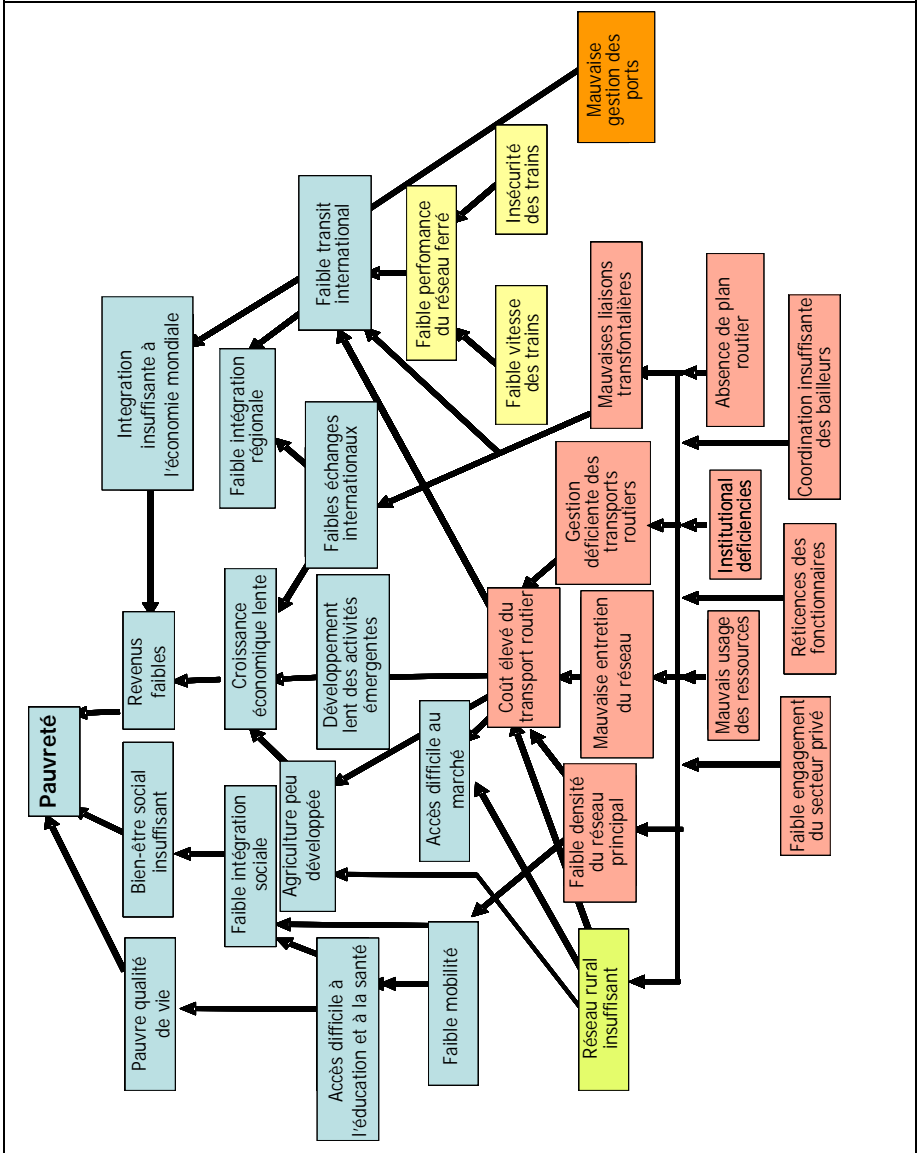 Pauvreté
Pauvre qualité
de vie
Bien-être social
insuffisant
Revenus
faibles
Integration
insuffisante à
l'économie mondiale
Faible intégration
sociale
Croissance
économique lente
Faible intégration
régionale
Accès difficile à
l'éducation et à la santé
Agriculture peu
développée
Développement
lent des activités
émergentes
Faibles échanges
internationaux
Faible transit
international
Faible mobilité
Accès difficile au
marché
Faible perfomance
du réseau ferré
Coût élevé du
transport routier
Faible vitesse
des trains
Insécurité
des trains
Réseau rural
insuffisant
Faible densité
du réseau
principal
Mauvaise entretien
du réseau
Gestion
déficiente des
transports
routiers
Mauvaises liaisons
transfontalières
Mauvaise
gestion des
ports
Mauvais usage
des ressources
Institutional
deficiencies
Absence de plan
routier
Faible engagement
du secteur privé
Réticences des
fonctionnaires
Coordination insuffisante
des bailleurs